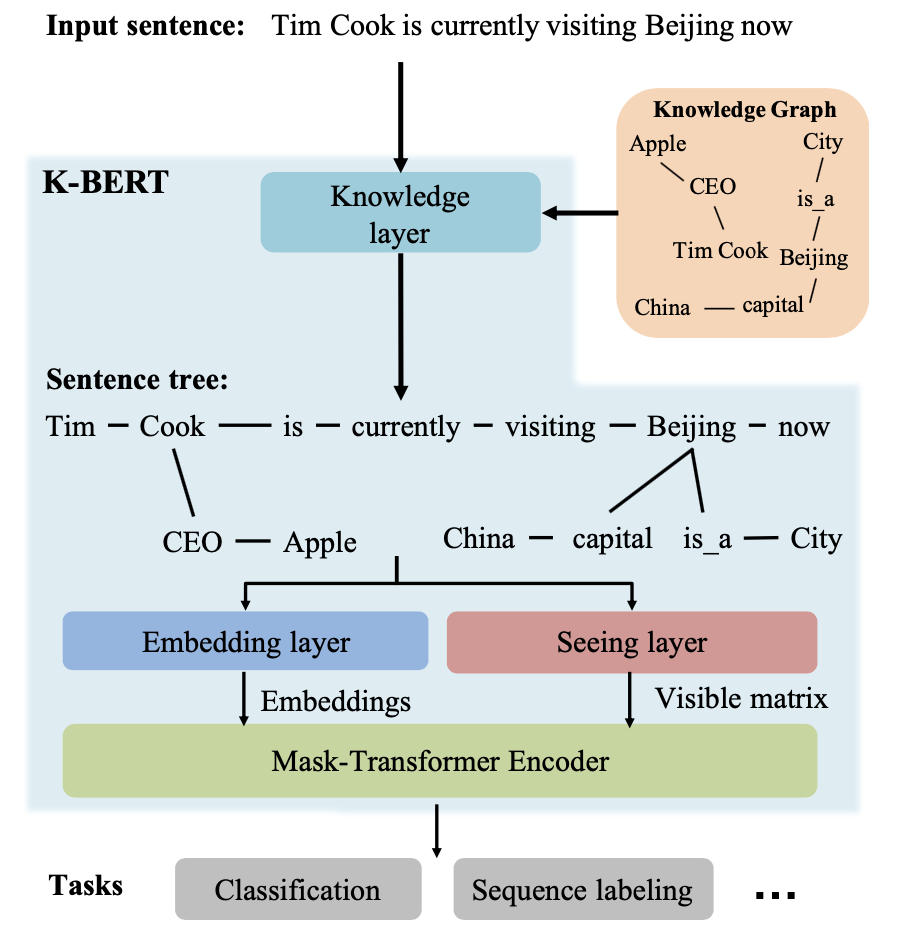 Input sentence: Tim Cook is currently visiting Beijing now
K-BERT
Knowledge
layer
Knowledge Graph
Apple
City
CEO
is_a
Tim Cook
Beijing
China — capital
Sentence tree:
Tim — Cook — is — currently — visiting — Beijing — now
CEO — Apple
China — capital
is_a — City
Embedding layer
Seeing layer
Embeddings
Visible matrix
Mask-Transformer Encoder
Tasks
Classification
Sequence labeling
...